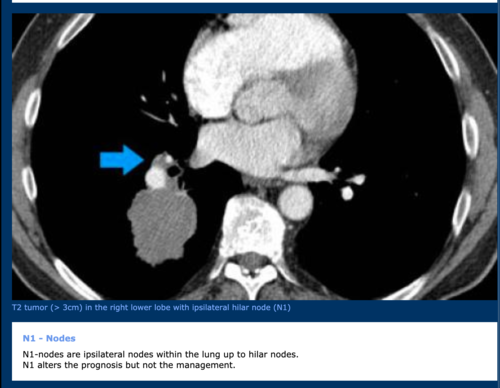 T2 tumor (> 3cm) in the right lower lobe with ipsilateral hilar node (N1)
N1 - Nodes
N1-nodes are ipsilateral nodes within the lung up to hilar nodes.
N1 alters the prognosis but not the management.